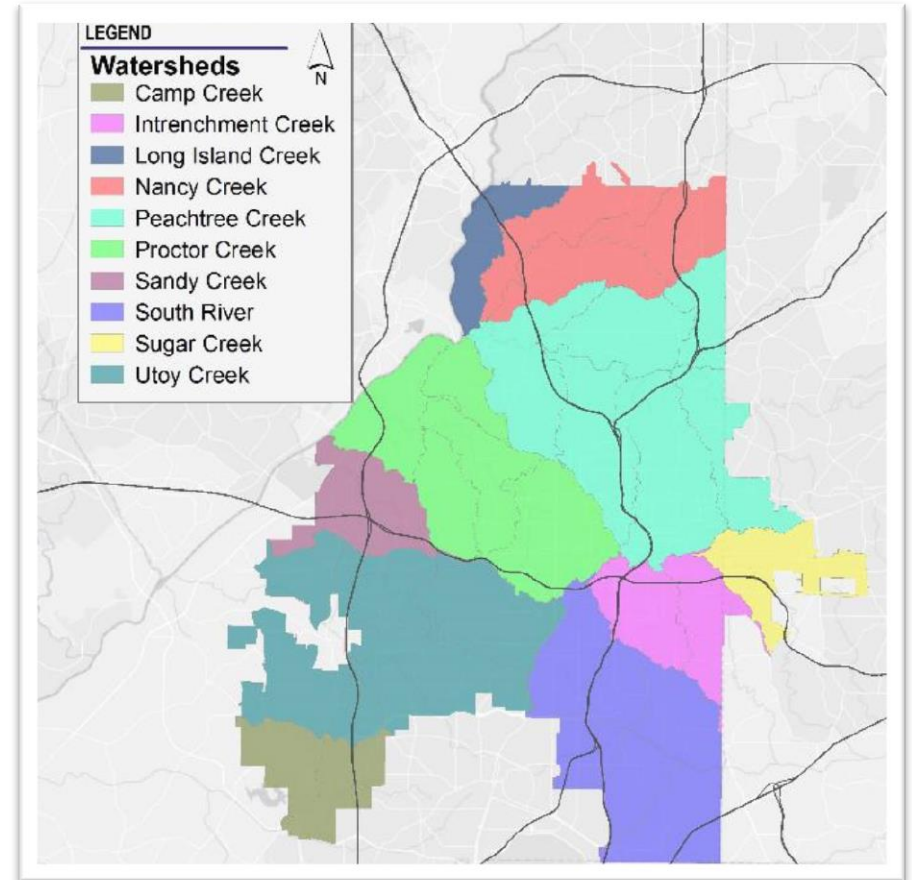 LEGEND
Watersheds
N
Camp Creek
Intrenchment Creek
Long Island Creek
Nancy Creek
Peachtree Creek
Proctor Creek
Sandy Creek
South River
Sugar Creek
Utoy Creek